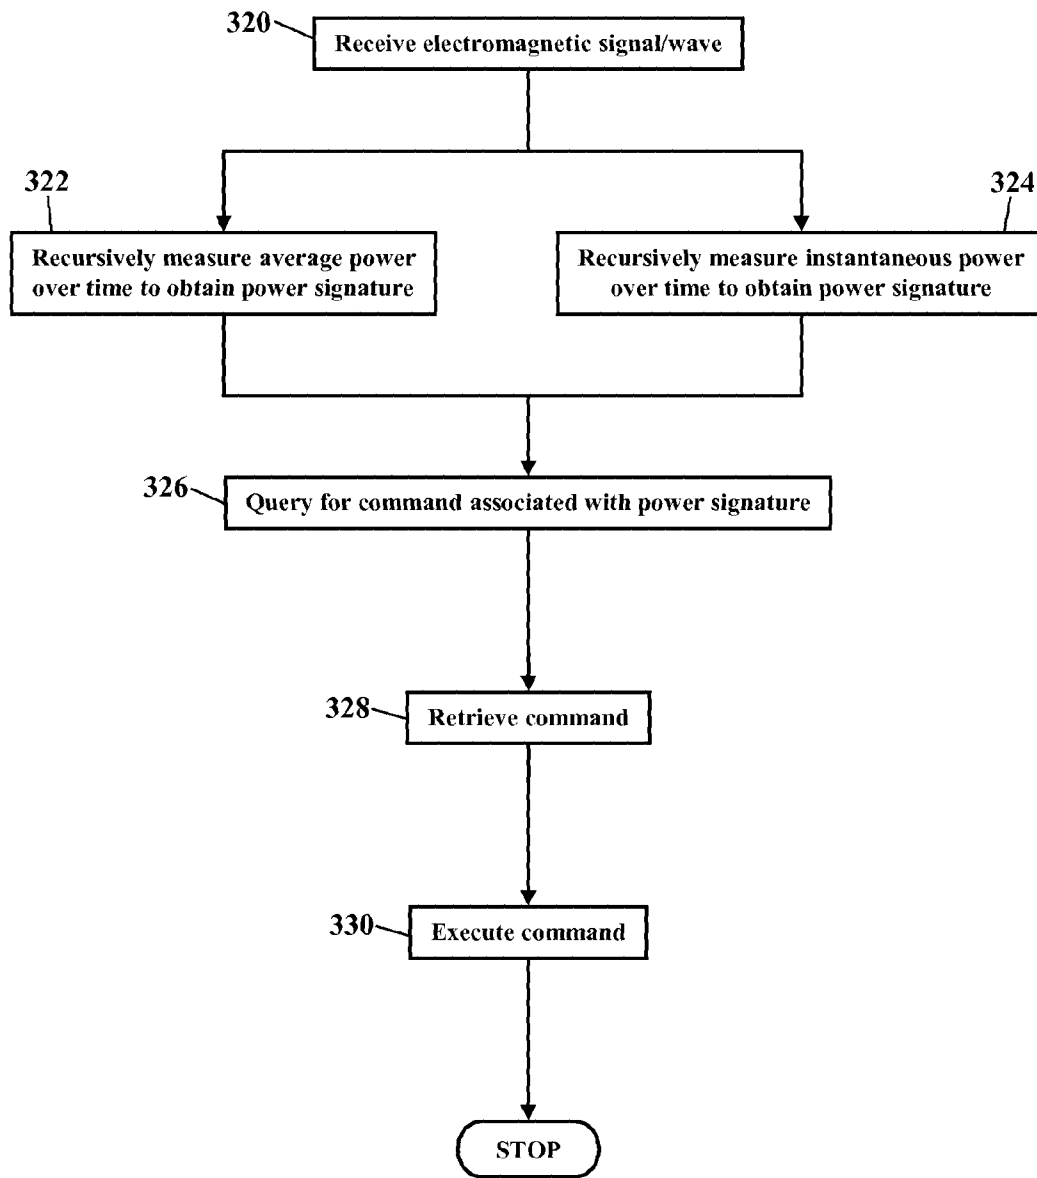 320
Receive electromagnetic signal/wave
322
324
Recursively measure average power
over time to obtain power signature
Recursively measure instantaneous power
over time to obtain power signature
326
Query for command associated with power signature
328
Retrieve command
330
Execute command
STOP